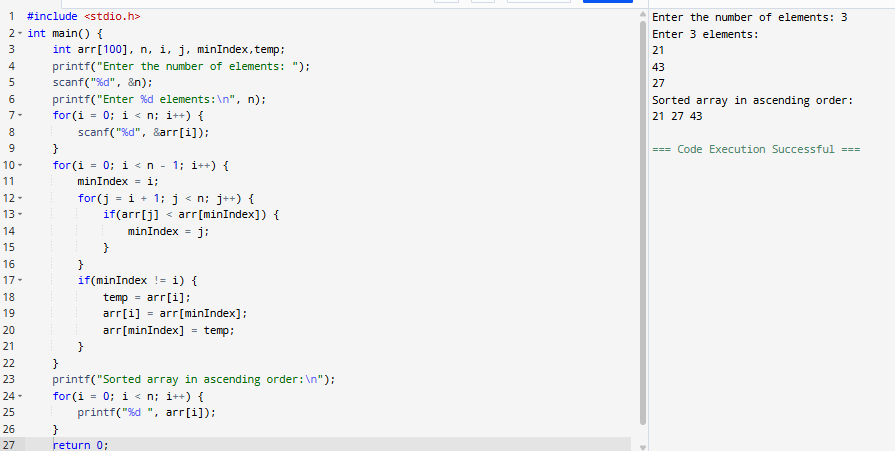 1 #include <stdio.h>
2 int main() {
3     int arr[100], n, i, j, minIndex,temp;
4     printf("Enter the number of elements: ");
5     scanf("%d", &n);
6     printf("Enter %d elements:\n", n);
7     for(i = 0; i < n; i++) {
8         scanf("%d", &arr[i]);
9     }
10     for(i = 0; i < n - 1; i++) {
11         minIndex = i;
12         for(j = i + 1; j < n; j++) {
13             if(arr[j] < arr[minIndex]) {
14                 minIndex = j;
15             }
16         }
17         if(minIndex != i) {
18             temp = arr[i];
19             arr[i] = arr[minIndex];
20             arr[minIndex] = temp;
21         }
22     }
23     printf("Sorted array in ascending order:\n");
24     for(i = 0; i < n; i++) {
25         printf("%d ", arr[i]);
26     }
27     return 0;
Enter the number of elements: 3
Enter 3 elements:
21
43
27
Sorted array in ascending order:
21 27 43
=== Code Execution Successful ===